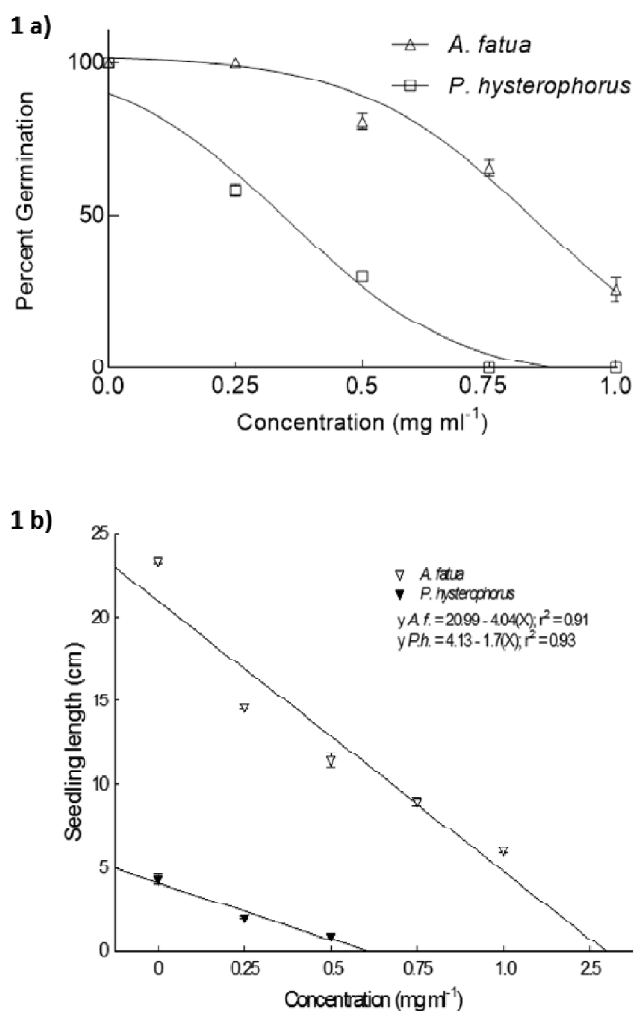 1 a)
A. fatua
P. hysterophorus
100
50
0
Percent Germination
0.0 0.25 0.5 0.75 1.0
Concentration (mg ml⁻¹)
1 b)
25
20
15
10
5
0
Seedling length (cm)
A. fatua
P. hysterophorus
y A. f. = 20.99 - 4.04(X); r² = 0.91
y P.h. = 4.13 - 1.7(X); r² = 0.93
0 0.25 0.5 0.75 1.0 2.5
Concentration (mg ml⁻¹)